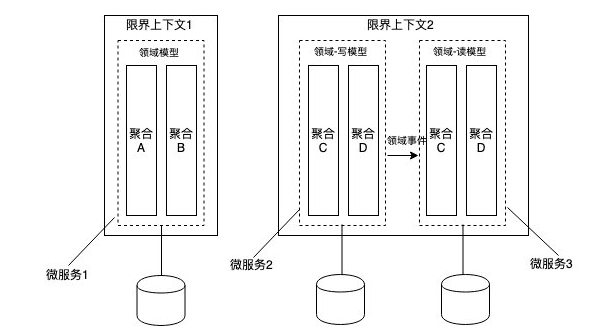 限界上下文1
领域模型
聚合
A
聚合
B
微服务1
限界上下文2
领域-写模型
聚合
C
聚合
D
微服务2
领域事件
领域-读模型
聚合
C
聚合
D
微服务3